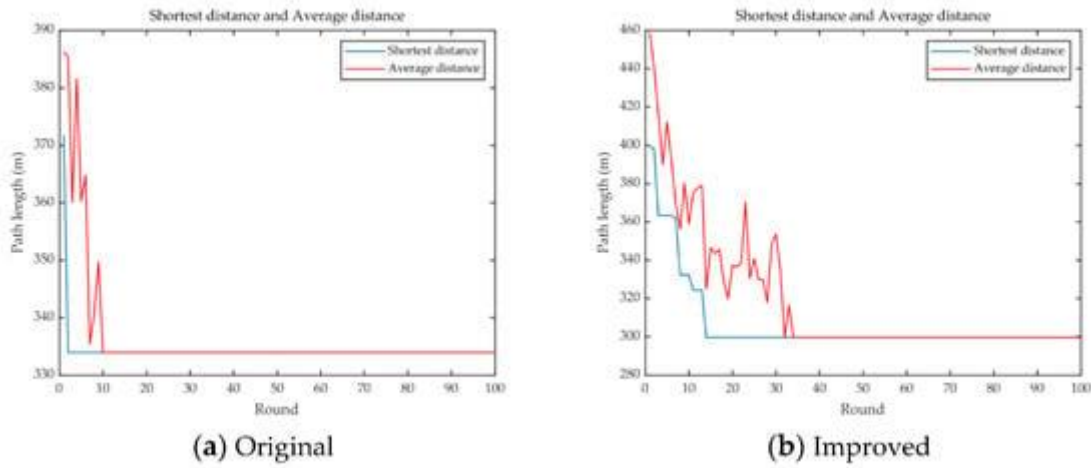 Shortest distance and Average distance
390
380
370
360
350
340
330
Path length (m)
Shortest distance
Average distance
0 10 20 30 40 50 60 70 80 90 100
Round
(a) Original
Shortest distance and Average distance
460
440
420
400
380
360
340
320
300
280
Path length (m)
Shortest distance
Average distance
0 10 20 30 40 50 60 70 80 90 100
Round
(b) Improved